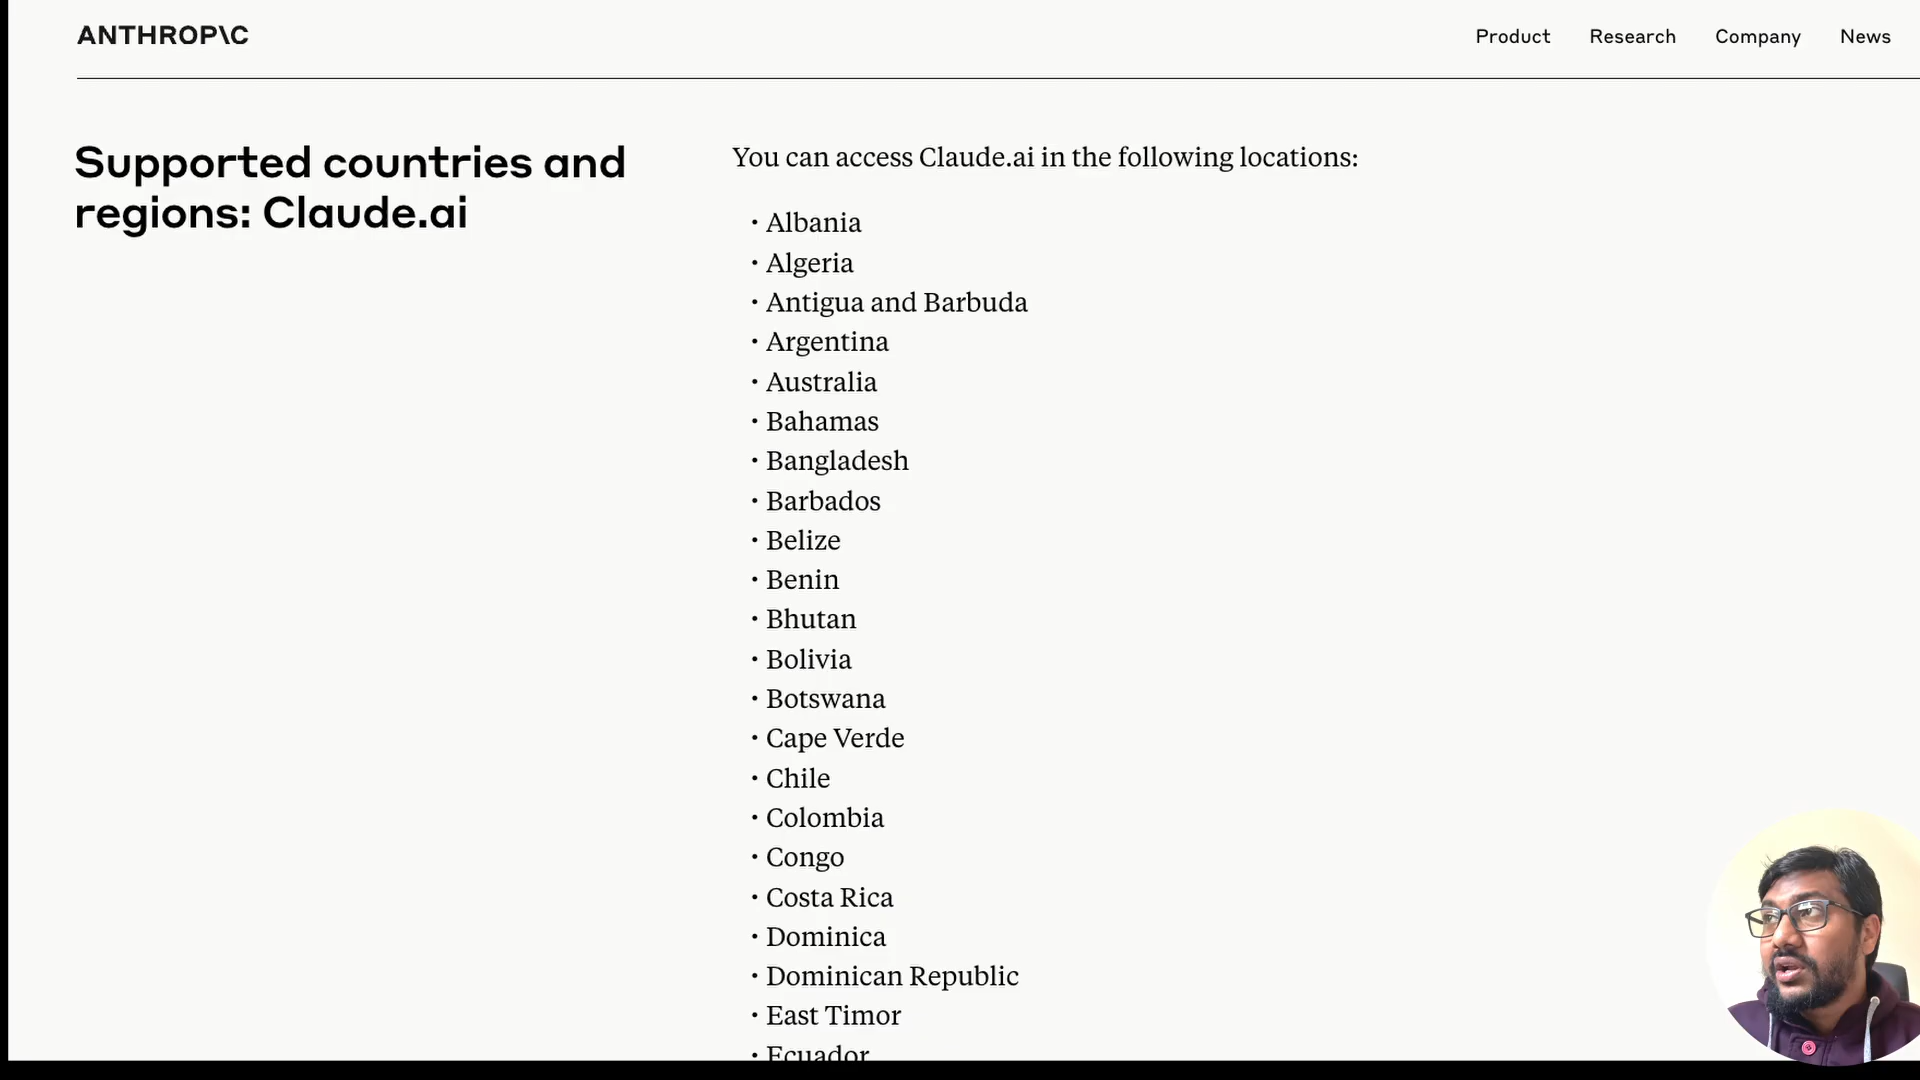 ANTHROP\C
Product Research Company News
Supported countries and
regions: Claude.ai
You can access Claude.ai in the following locations:
• Albania
• Algeria
• Antigua and Barbuda
• Argentina
• Australia
• Bahamas
• Bangladesh
• Barbados
• Belize
• Benin
• Bhutan
• Bolivia
• Botswana
• Cape Verde
• Chile
• Colombia
• Congo
• Costa Rica
• Dominica
• Dominican Republic
• East Timor
• Ecuador